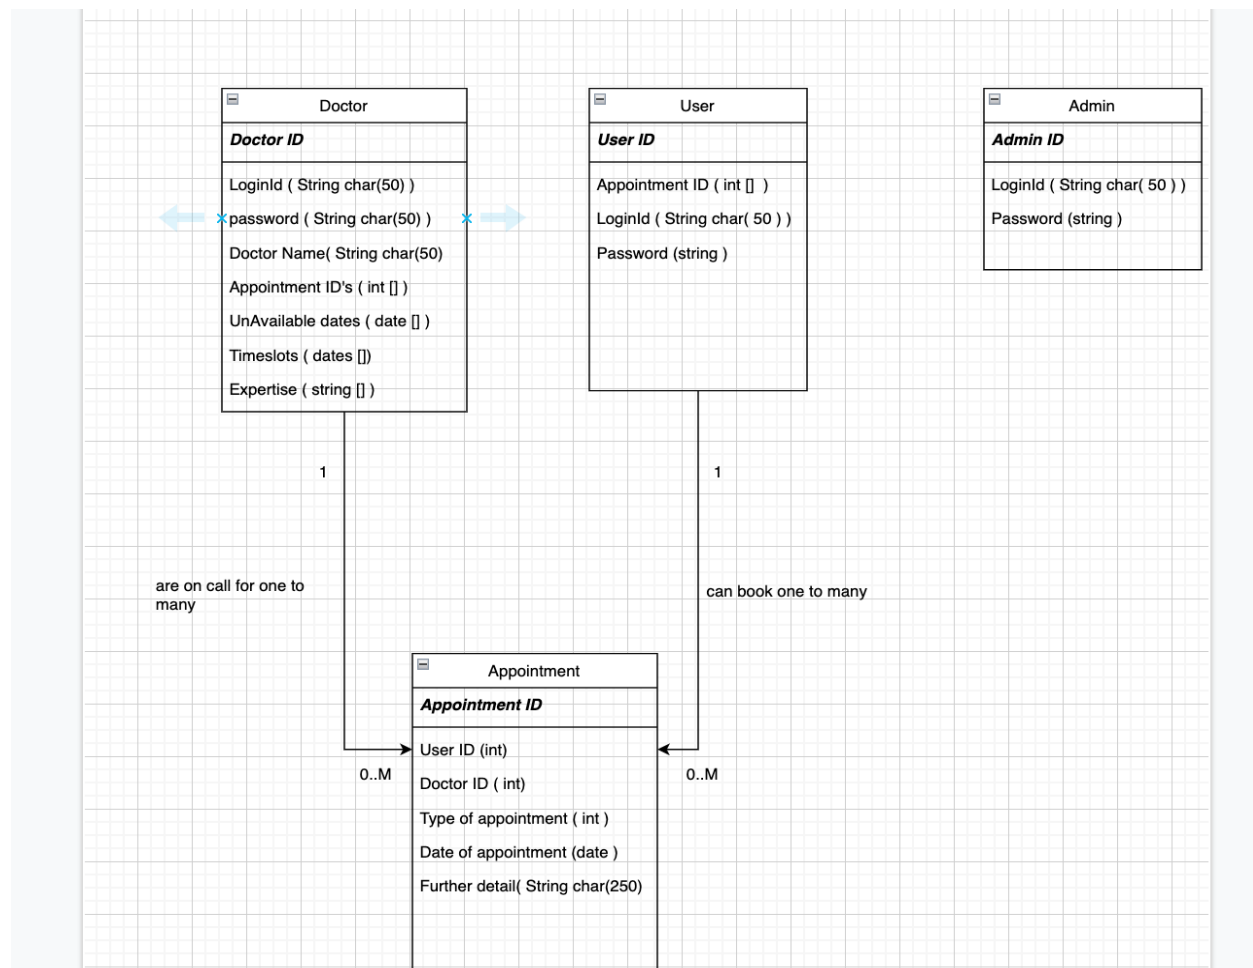 Doctor
Doctor ID
LoginId ( String char(50) )
password ( String char(50) )
Doctor Name( String char(50)
Appointment ID's ( int [] )
UnAvailable dates ( date [] )
Timeslots ( dates [])
Expertise ( string [] )
User
User ID
Appointment ID ( int [] )
LoginId ( String char( 50 ) )
Password (string )
Admin
Admin ID
LoginId ( String char( 50 ) )
Password (string )
1
1
are on call for one to
many
can book one to many
0..M
0..M
Appointment
Appointment ID
User ID (int)
Doctor ID ( int)
Type of appointment ( int )
Date of appointment (date )
Further detail( String char(250)